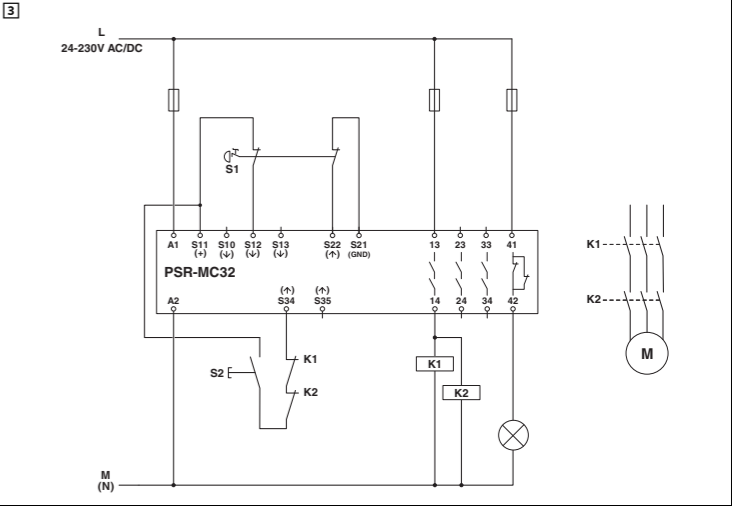 3
L
24-230V AC/DC
S1
A1 S11 S10 S12 S13 S22 S21 13 23 33 41
(+) (↓) (↓) (↓) (↑) (GND)
PSR-MC32
(↑) (↑)
A2 S34 S35 14 24 34 42
K1
K2
M
S2
K1
K2
K1
K2
M
(N)